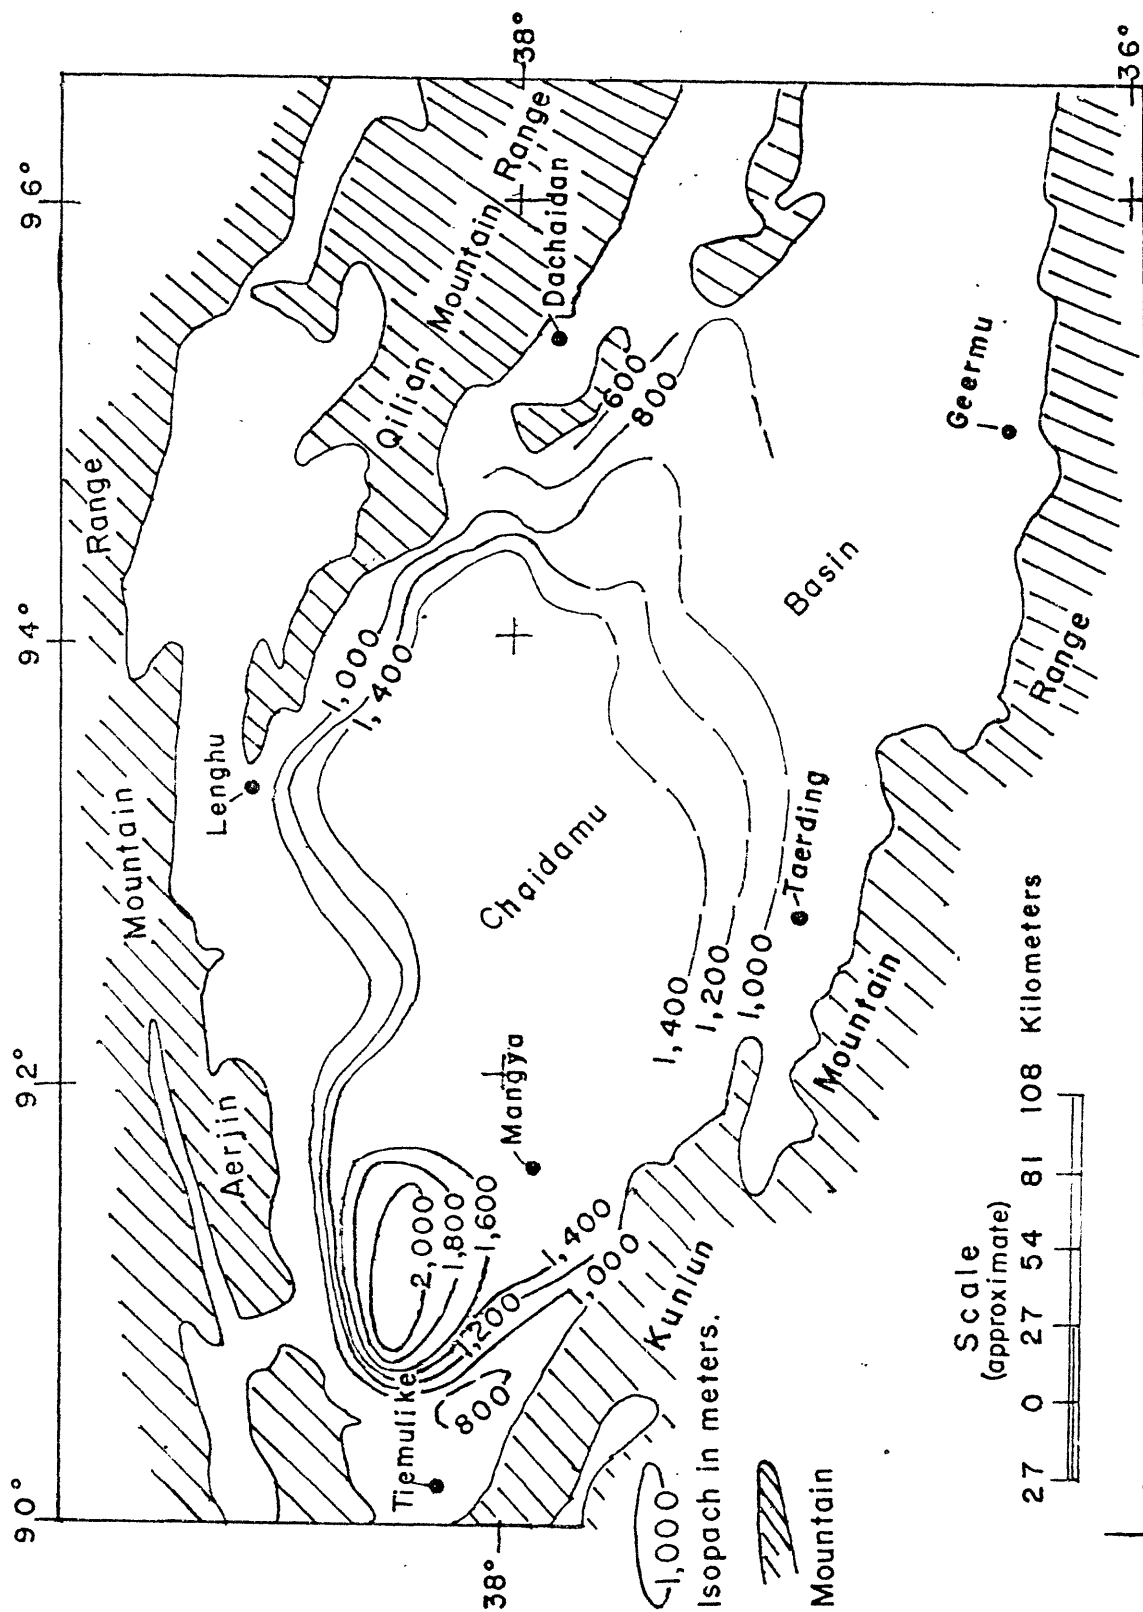 90°
92°
94°
96°
Aerjin
Mountain
Range
Lenghu
Qilian
Mountain
Range
38°
Dachaidan
1,000
1,400
600
800
Tiemulike
2,000
1,800
1,600
Mangya
Chaidamu
Basin
800
1,200
1,400
1,000
1,400
1,200
1,000
Taerding
Geermu
38°
Kunlun
Mountain
Range
36°
1,000
Isopach in meters.
Mountain
Scale
(approximate)
27 0 27 54 81 108 Kilometers